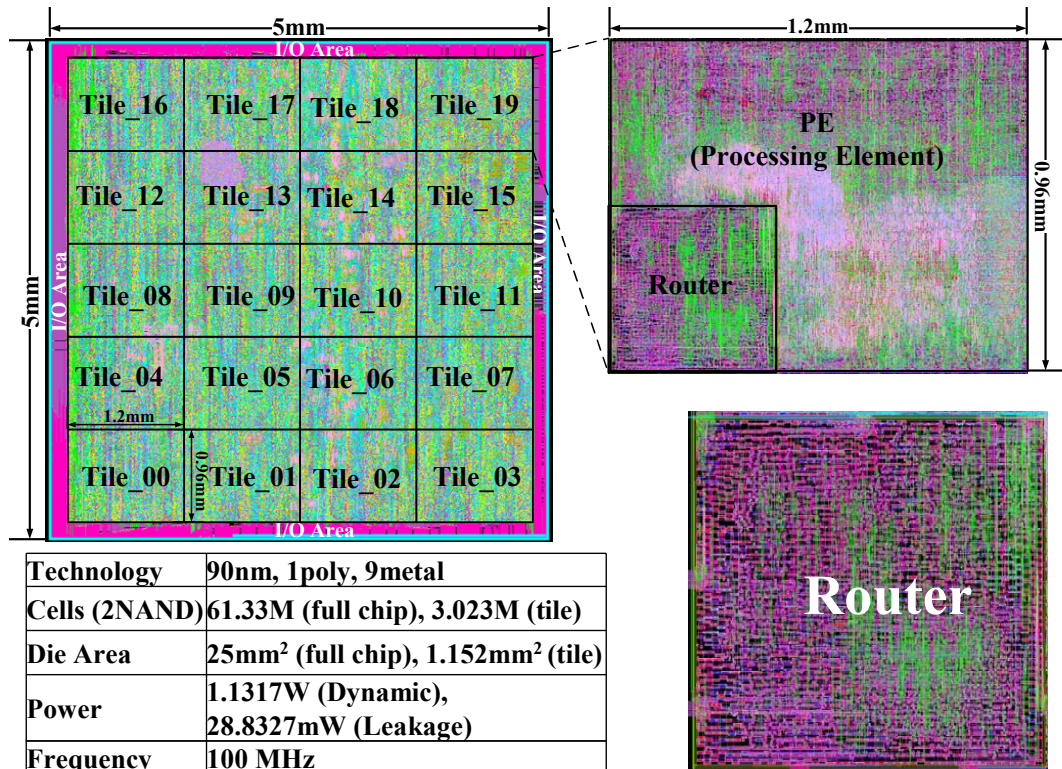 5mm
I/O Area
Tile_16 Tile_17 Tile_18 Tile_19
Tile_12 Tile_13 Tile_14 Tile_15
I/O Area
I/O Area
5mm
Tile_08 Tile_09 Tile_10 Tile_11
Tile_04 Tile_05 Tile_06 Tile_07
1.2mm
0.96mm
Tile_00 Tile_01 Tile_02 Tile_03
I/O Area
1.2mm
PE
(Processing Element)
0.96mm
Router
Technology 90nm, 1poly, 9metal
Cells (2NAND) 61.33M (full chip), 3.023M (tile)
Die Area 25mm² (full chip), 1.152mm² (tile)
Power 1.1317W (Dynamic),
28.8327mW (Leakage)
Frequency 100 MHz
Router